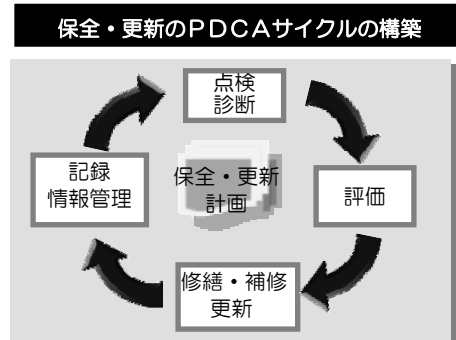 保全・更新のＰＤＣＡサイクルの構築
点検
診断
記録
情報管理
保全・更新
計画
評価
修繕・補修
更新